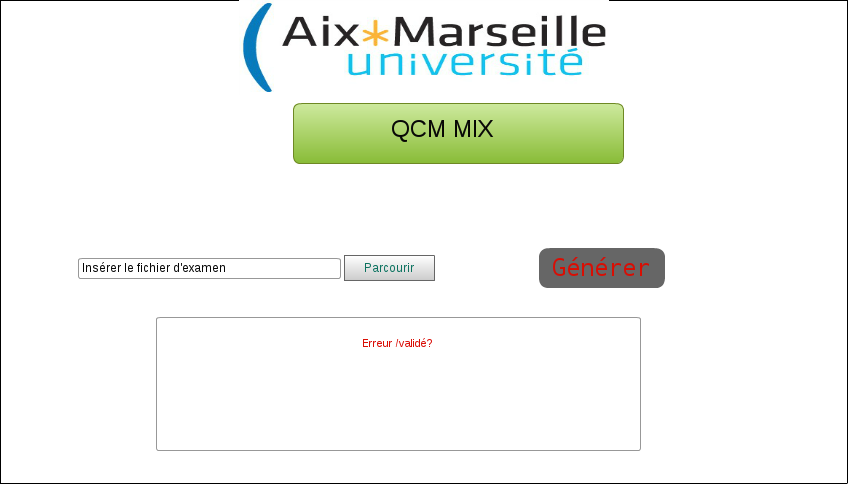 Aix*Marseille
université
QCM MIX
Insérer le fichier d'examen
Parcourir
Générer
Erreur /validé?